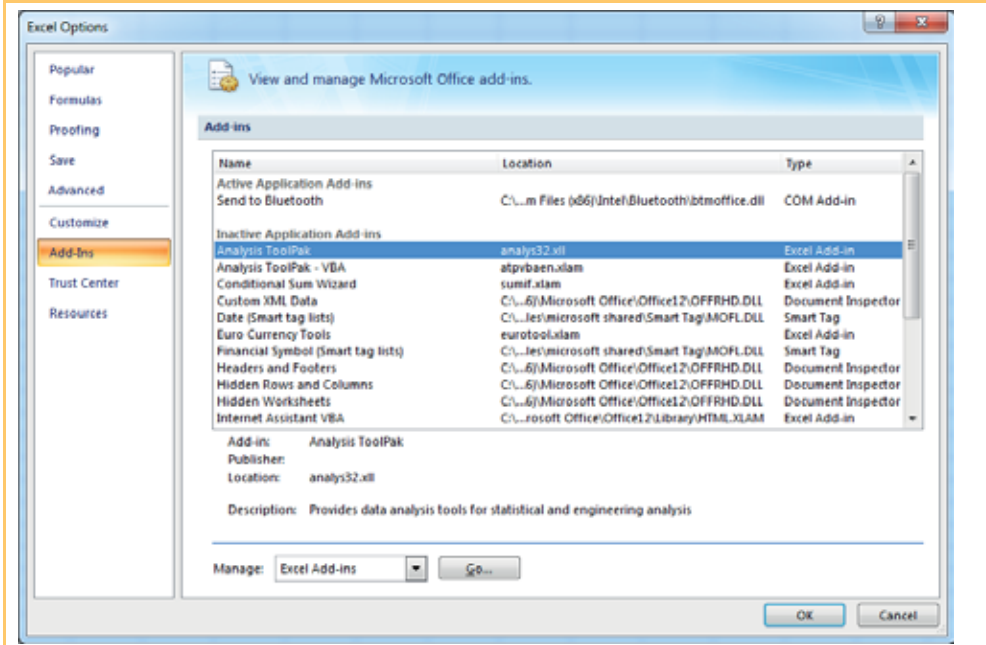 Excel Options
Popular
Formulas
Proofing
Save
Advanced
Customize
Add-Ins
Trust Center
Resources
View and manage Microsoft Office add-ins.
Add-ins
Name Location Type
Active Application Add-ins
Send to Bluetooth C:\...m Files (x86)\Intel\Bluetooth\btmoffice.dll COM Add-in
Inactive Application Add-ins
Analysis ToolPak analys32.xll Excel Add-in
Analysis ToolPak - VBA atpvbaen.xlam Excel Add-in
Conditional Sum Wizard sumif.xlam Excel Add-in
Custom XML Data C:\...6)\Microsoft Office\Office12\OFFRHD.DLL Document Inspector
Date (Smart tag lists) C:\...les\microsoft shared\Smart Tag\MOFL.DLL Smart Tag
Euro Currency Tools eurotool.xlam Excel Add-in
Financial Symbol (Smart tag lists) C:\...les\microsoft shared\Smart Tag\MOFL.DLL Smart Tag
Headers and Footers C:\...6)\Microsoft Office\Office12\OFFRHD.DLL Document Inspector
Hidden Rows and Columns C:\...6)\Microsoft Office\Office12\OFFRHD.DLL Document Inspector
Hidden Worksheets C:\...6)\Microsoft Office\Office12\OFFRHD.DLL Document Inspector
Internet Assistant VBA C:\...rosoft Office\Office12\Library\HTML.XLAM Excel Add-in
Add-in: Analysis ToolPak
Publisher:
Location: analys32.xll
Description: Provides data analysis tools for statistical and engineering analysis
Manage: Excel Add-ins Go...
OK Cancel